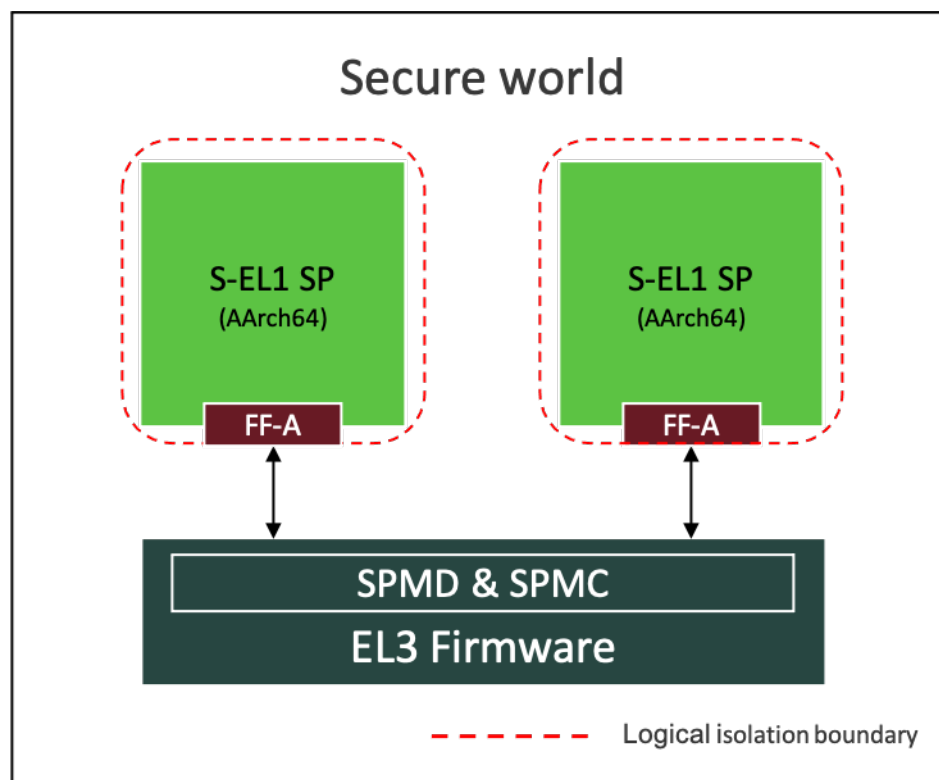 Secure world
S-EL1 SP
(AArch64)
FF-A
S-EL1 SP
(AArch64)
FF-A
SPMD & SPMC
EL3 Firmware
Logical isolation boundary